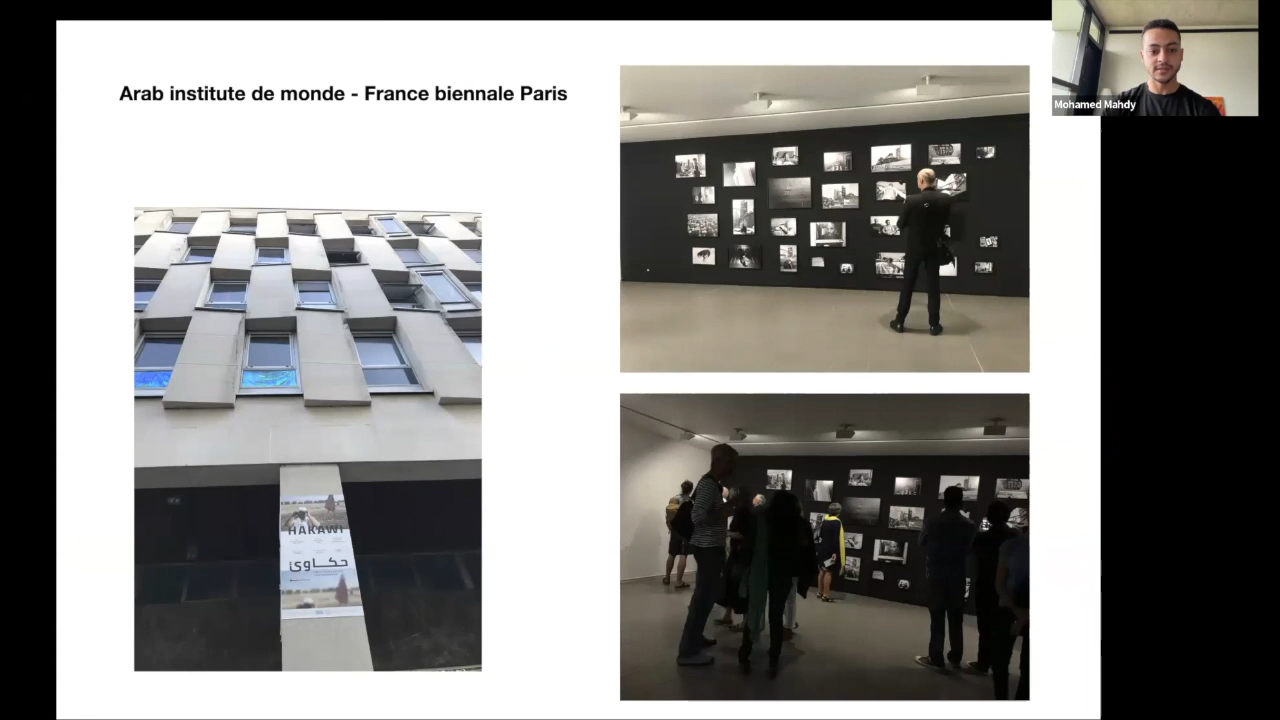 Arab institute de monde - France biennale Paris
Mohamed Mahdy
HAKAWI
حكاوي